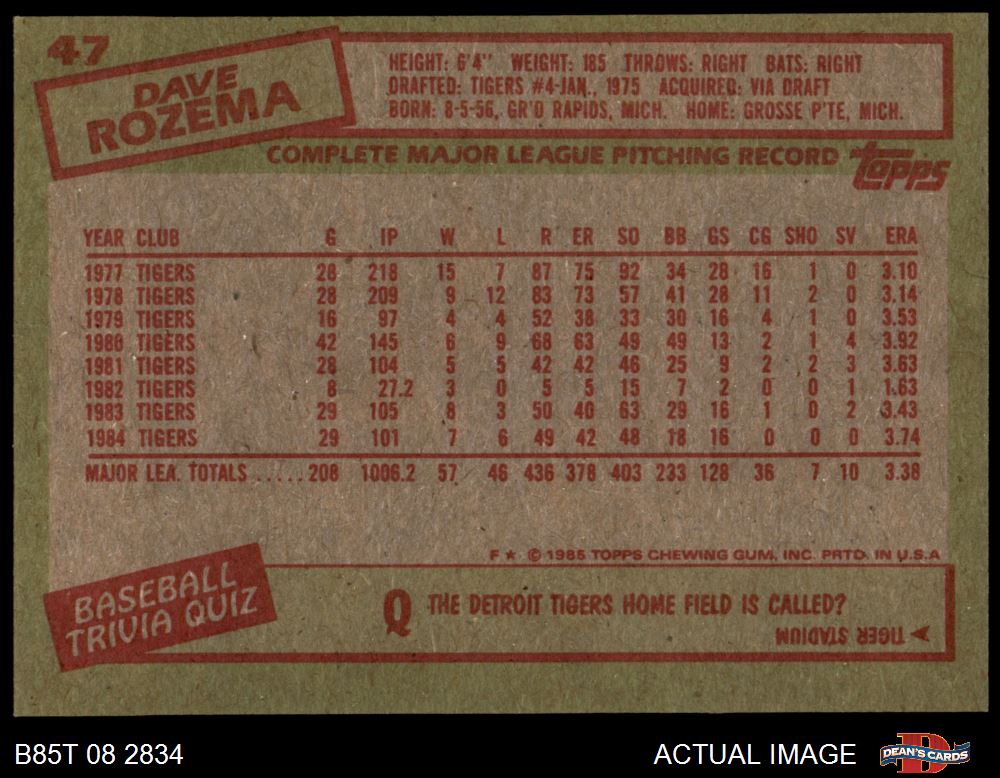 47
DAVE
ROZEMA
HEIGHT: 6'4" WEIGHT: 185 THROWS: RIGHT BATS: RIGHT
DRAFTED: TIGERS #4-JAN., 1975 ACQUIRED: VIA DRAFT
BORN: 8-5-56, GR'D RAPIDS, MICH. HOME: GROSSE P'TE, MICH.
COMPLETE MAJOR LEAGUE PITCHING RECORD topps
YEAR CLUB G IP W L R ER SO BB GS CG SHO SV ERA
1977 TIGERS 28 218 15 7 87 75 92 34 28 16 1 0 3.10
1978 TIGERS 28 209 9 12 83 73 57 41 28 11 2 0 3.14
1979 TIGERS 16 97 4 4 52 38 33 30 16 4 1 0 3.53
1980 TIGERS 42 145 6 9 68 63 49 49 13 2 1 4 3.92
1981 TIGERS 28 104 5 5 42 42 46 25 9 2 2 3 3.63
1982 TIGERS 8 27.2 3 0 5 5 15 7 2 0 0 1 1.63
1983 TIGERS 29 105 8 3 50 40 63 29 16 1 0 2 3.43
1984 TIGERS 29 101 7 6 49 42 48 18 16 0 0 0 3.74
MAJOR LEA. TOTALS ..... 208 1006.2 57 46 436 378 403 233 128 36 7 10 3.38
F★ © 1985 TOPPS CHEWING GUM, INC. PRTD. IN U.S.A
BASEBALL
TRIVIA QUIZ
Q THE DETROIT TIGERS HOME FIELD IS CALLED?
TIGER STADIUM
B85T 08 2834
ACTUAL IMAGE
DEAN'S CARDS